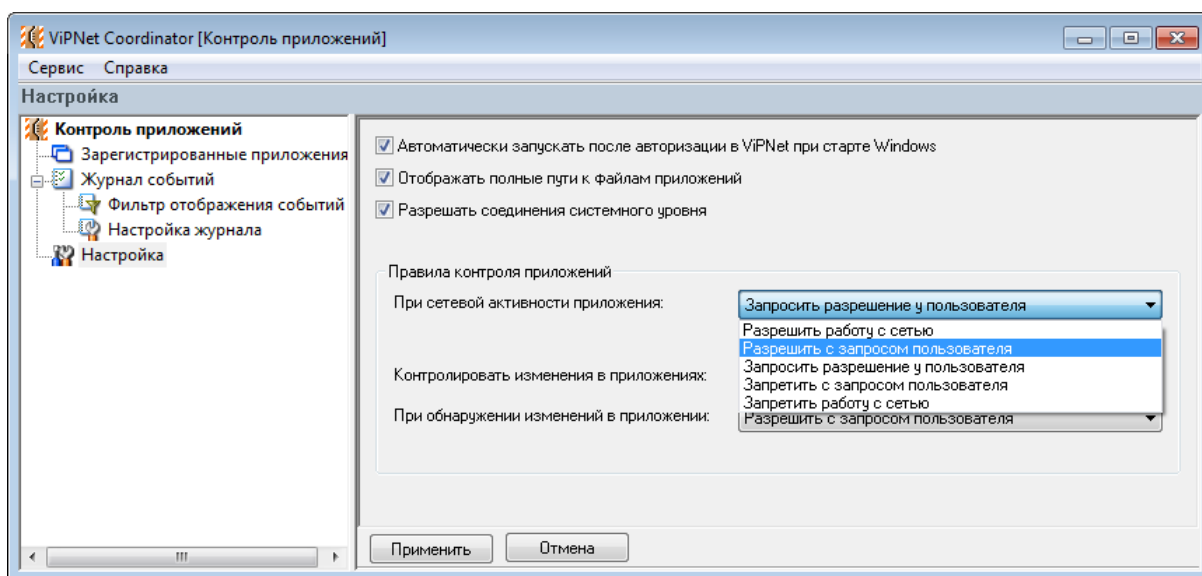 ViPNet Coordinator [Контроль приложений]
Сервис Справка
Настройка
Контроль приложений
Зарегистрированные приложения
Журнал событий
Фильтр отображения событий
Настройка журнала
Настройка
Автоматически запускать после авторизации в ViPNet при старте Windows
Отображать полные пути к файлам приложений
Разрешать соединения системного уровня
Правила контроля приложений
При сетевой активности приложения: Запросить разрешение у пользователя
Разрешить работу с сетью
Разрешить с запросом пользователя
Запросить разрешение у пользователя
Запретить с запросом пользователя
Запретить работу с сетью
Контролировать изменения в приложениях:
При обнаружении изменений в приложении: Разрешить с запросом пользователя
Применить Отмена